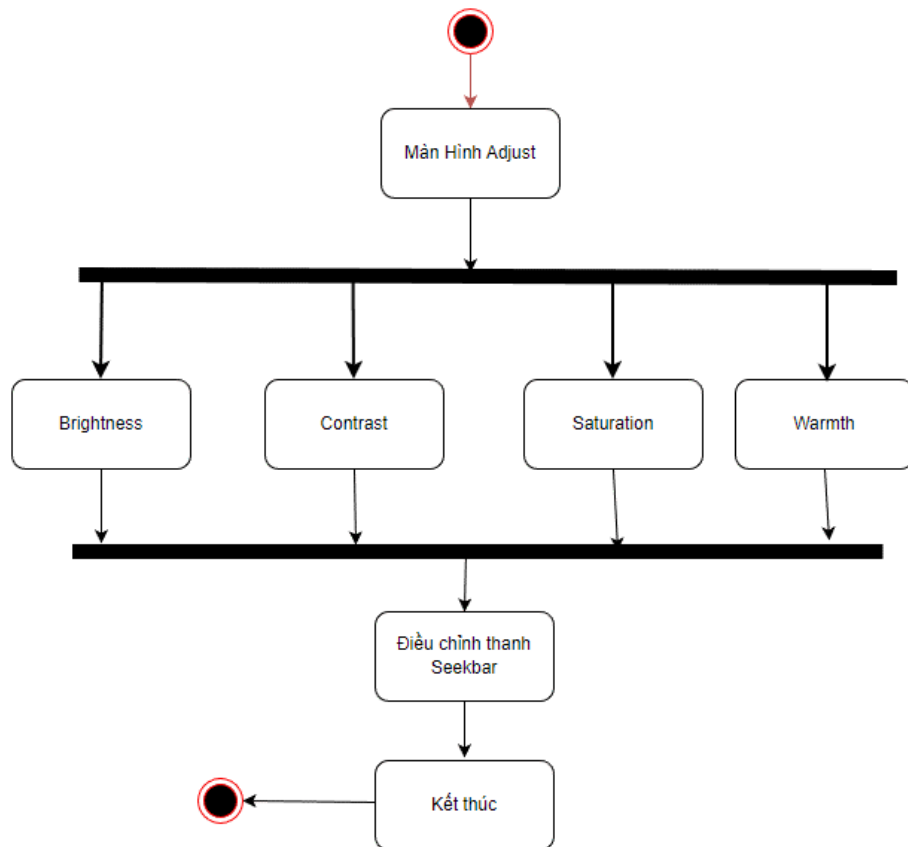 Màn Hình Adjust
Brightness
Contrast
Saturation
Warmth
Điều chỉnh thanh
Seekbar
Kết thúc